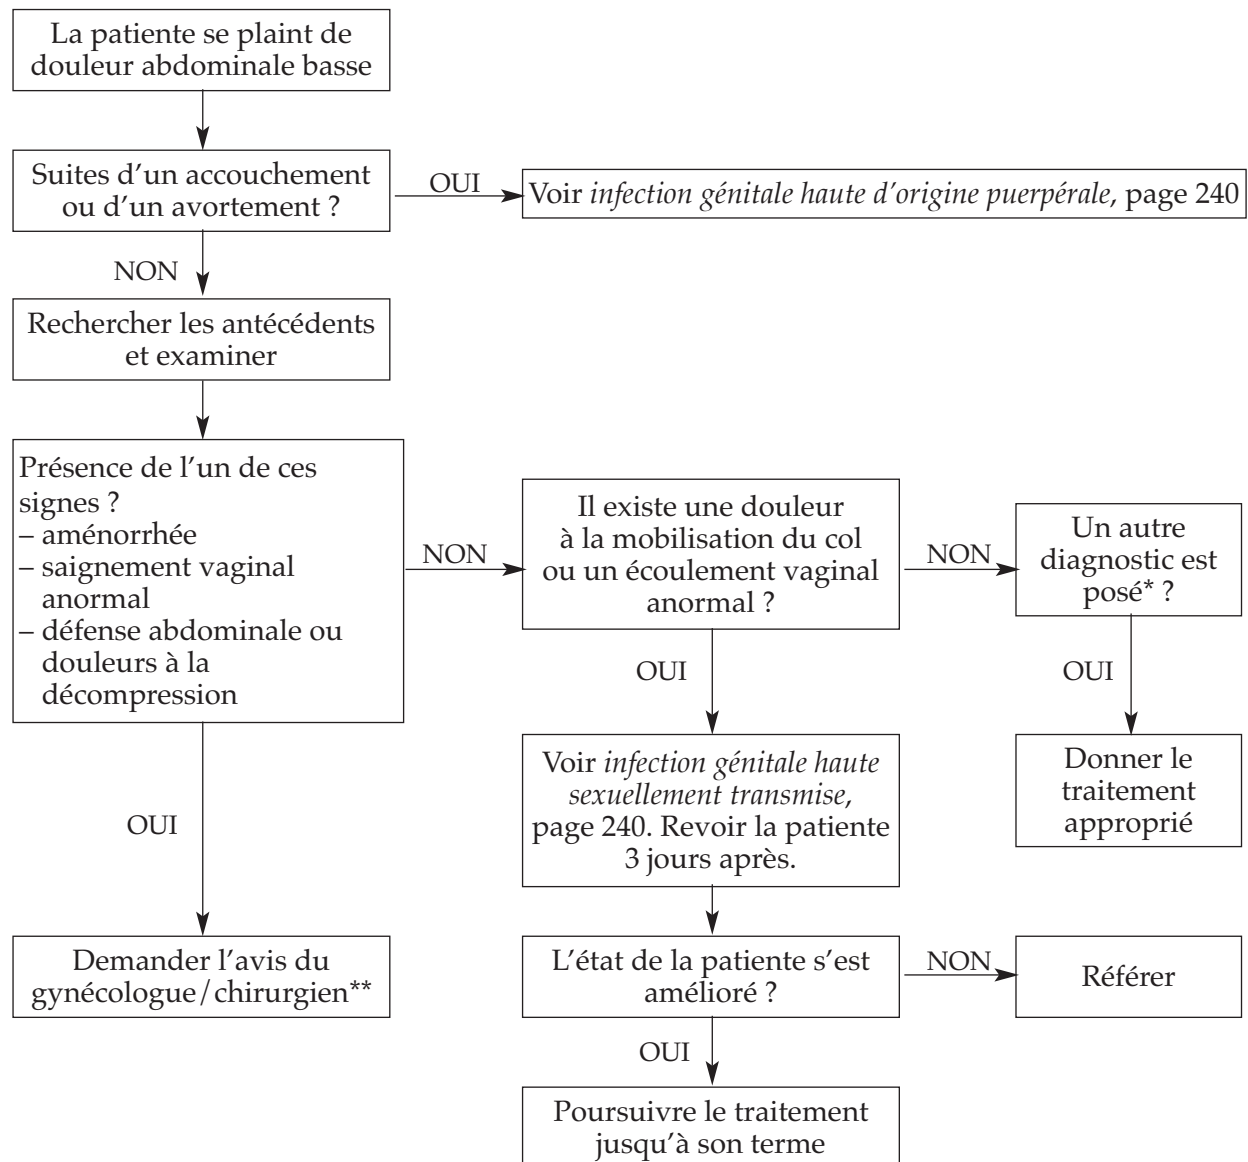 La patiente se plaint de
douleur abdominale basse
Suites d'un accouchement
ou d'un avortement ?
OUI
Voir infection génitale haute d'origine puerpérale, page 240
NON
Rechercher les antécédents
et examiner
Présence de l'un de ces
signes ?
– aménorrhée
– saignement vaginal
anormal
– défense abdominale ou
douleurs à la
décompression
NON
Il existe une douleur
à la mobilisation du col
ou un écoulement vaginal
anormal ?
NON
Un autre
diagnostic est
posé* ?
OUI
OUI
Voir infection génitale haute
sexuellement transmise,
page 240. Revoir la patiente
3 jours après.
Donner le
traitement
approprié
OUI
Demander l'avis du
gynécologue/chirurgien**
L'état de la patiente s'est
amélioré ?
NON
Référer
OUI
Poursuivre le traitement
jusqu'à son terme